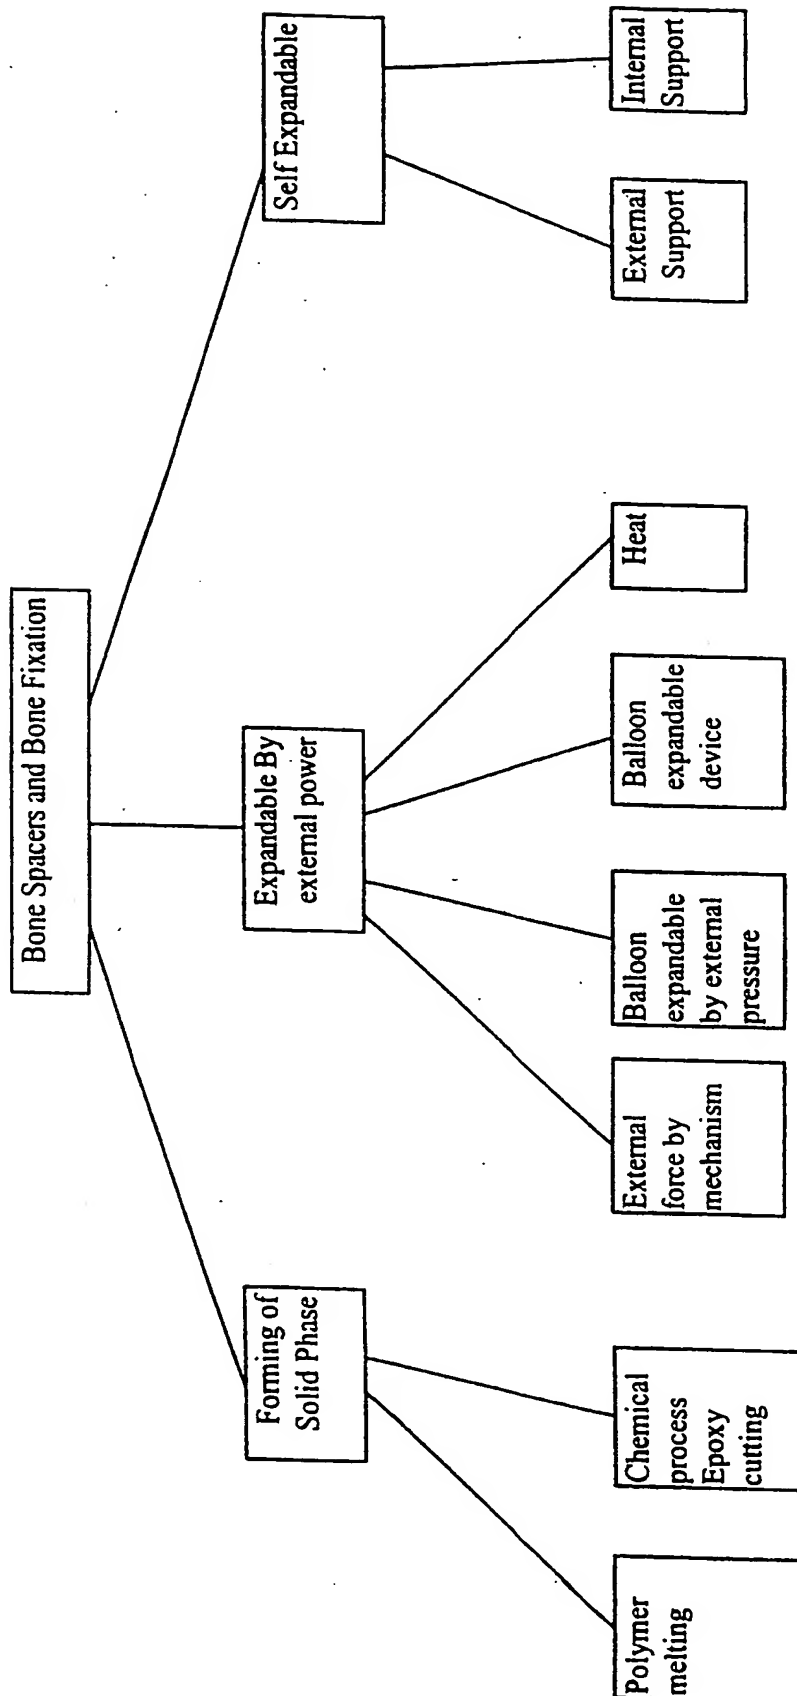 Bone Spacers and Bone Fixation
Forming of
Solid Phase
Expandable By
external power
Self Expandable
Polymer
melting
Chemical
process
Epoxy
cutting
External
force by
mechanism
Balloon
expandable
by external
pressure
Balloon
expandable
device
Heat
External
Support
Internal
Support